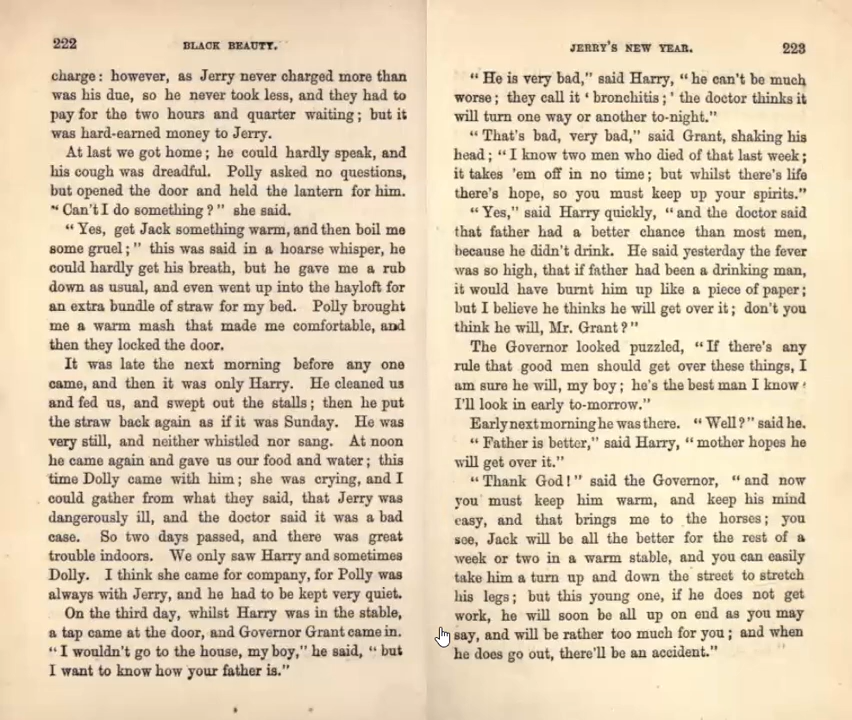 222
BLACK BEAUTY.
charge: however, as Jerry never charged more than
was his due, so he never took less, and they had to
pay for the two hours and quarter waiting; but it
was hard-earned money to Jerry.
At last we got home; he could hardly speak, and
his cough was dreadful. Polly asked no questions,
but opened the door and held the lantern for him.
“ Can't I do something ? ” she said.
“ Yes, get Jack something warm, and then boil me
some gruel; ” this was said in a hoarse whisper, he
could hardly get his breath, but he gave me a rub
down as usual, and even went up into the hayloft for
an extra bundle of straw for my bed. Polly brought
me a warm mash that made me comfortable, and
then they locked the door.
It was late the next morning before any one
came, and then it was only Harry. He cleaned us
and fed us, and swept out the stalls; then he put
the straw back again as if it was Sunday. He was
very still, and neither whistled nor sang. At noon
he came again and gave us our food and water; this
time Dolly came with him; she was crying, and I
could gather from what they said, that Jerry was
dangerously ill, and the doctor said it was a bad
case. So two days passed, and there was great
trouble indoors. We only saw Harry and sometimes
Dolly. I think she came for company, for Polly was
always with Jerry, and he had to be kept very quiet.
On the third day, whilst Harry was in the stable,
a tap came at the door, and Governor Grant came in.
“ I wouldn't go to the house, my boy,” he said, “ but
I want to know how your father is.”
JERRY'S NEW YEAR.
223
“ He is very bad,” said Harry, “ he can't be much
worse; they call it ‘ bronchitis ; ’ the doctor thinks it
will turn one way or another to-night.”
“ That's bad, very bad,” said Grant, shaking his
head; “ I know two men who died of that last week;
it takes 'em off in no time; but whilst there's life
there's hope, so you must keep up your spirits.”
“ Yes,” said Harry quickly, “ and the doctor said
that father had a better chance than most men,
because he didn't drink. He said yesterday the fever
was so high, that if father had been a drinking man,
it would have burnt him up like a piece of paper;
but I believe he thinks he will get over it; don't you
think he will, Mr. Grant ? ”
The Governor looked puzzled, “ If there's any
rule that good men should get over these things, I
am sure he will, my boy; he's the best man I know
I'll look in early to-morrow.”
Early next morning he was there. “ Well ? ” said he.
“ Father is better,” said Harry, “ mother hopes he
will get over it.”
“ Thank God! ” said the Governor, “ and now
you must keep him warm, and keep his mind
easy, and that brings me to the horses; you
see, Jack will be all the better for the rest of a
week or two in a warm stable, and you can easily
take him a turn up and down the street to stretch
his legs; but this young one, if he does not get
work, he will soon be all up on end as you may
say, and will be rather too much for you; and when
he does go out, there'll be an accident.”